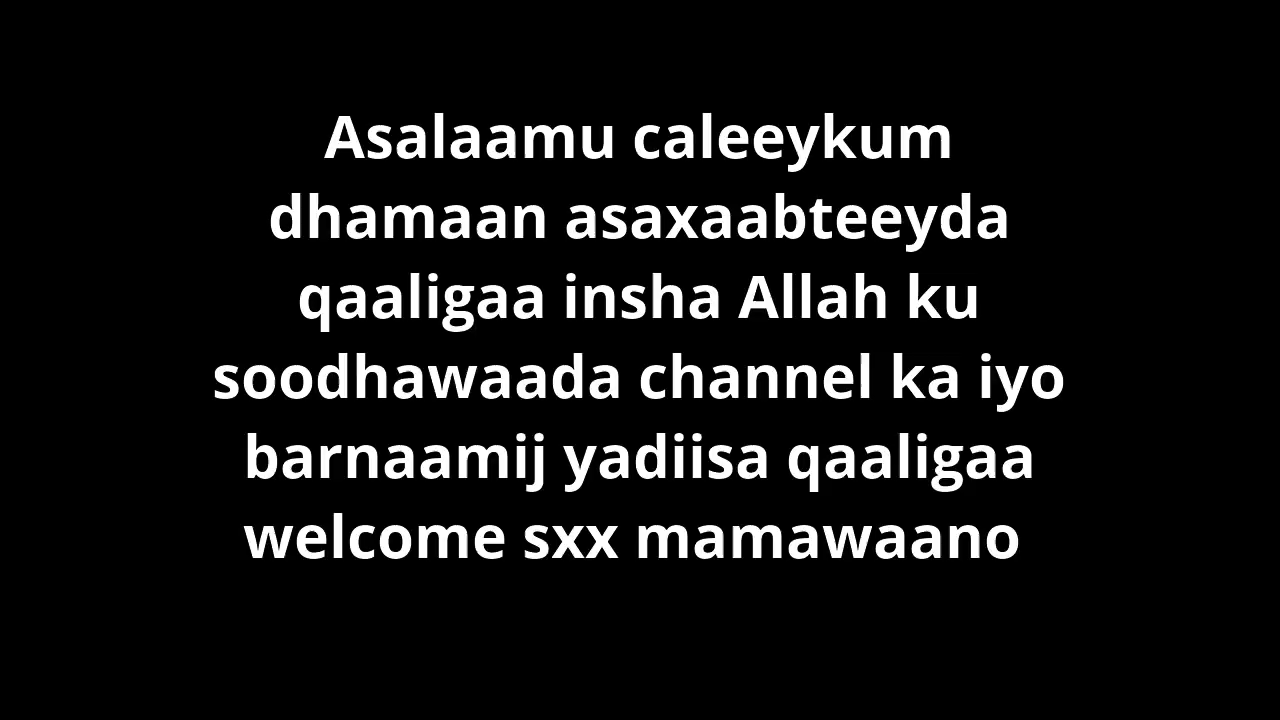 Asalaamu caleeykum
dhamaan asaxaabteeyda
qaaligaa insha Allah ku
soodhawaada channel ka iyo
barnaamij yadiisa qaaligaa
welcome sxx mamawaano